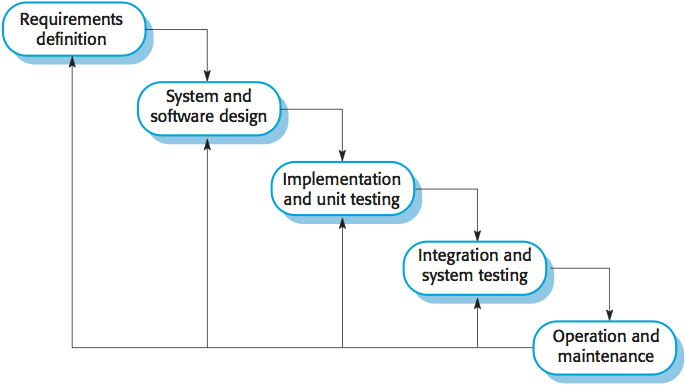 Requirements
definition
System and
software design
Implementation
and unit testing
Integration and
system testing
Operation and
maintenance